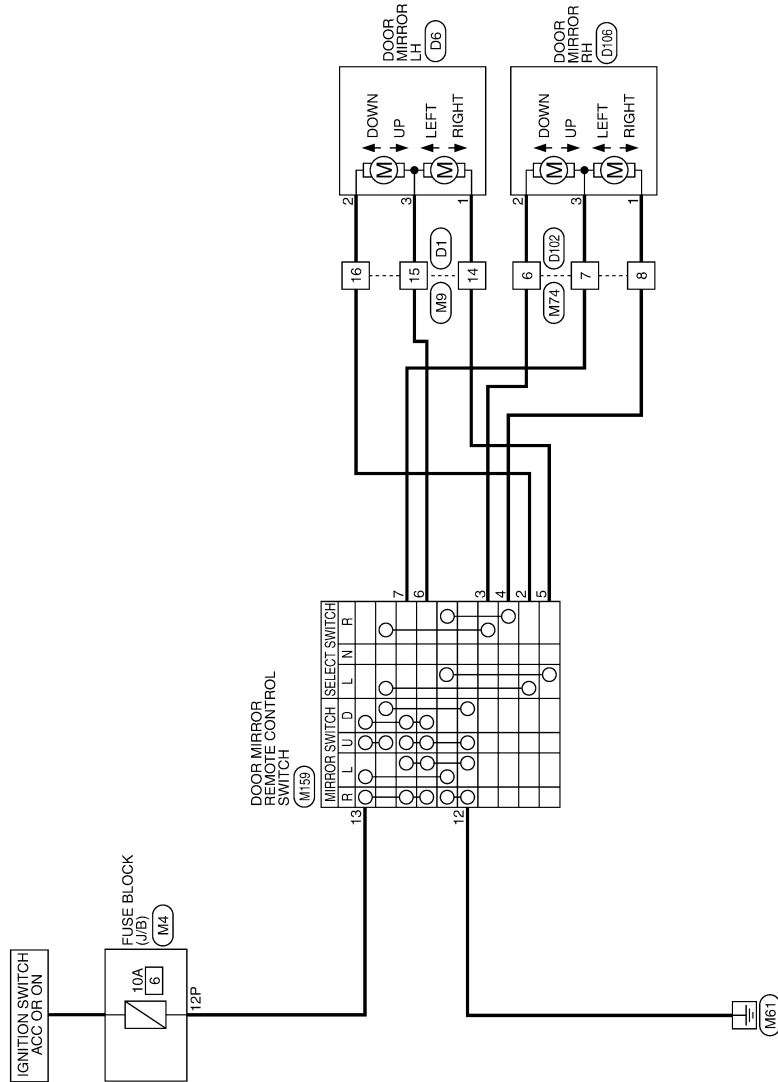 IGNITION SWITCH
ACC OR ON
FUSE BLOCK
(J/B)
M4
10A
6
12P
DOOR MIRROR
REMOTE CONTROL
SWITCH
M159
MIRROR SWITCH
SELECT SWITCH
R
L
U
D
L
N
R
13
12
7
6
3
4
2
5
M61
16
15
14
M9
D1
6
7
8
M74
D102
DOOR
MIRROR
LH
D6
2
3
1
M
M
DOWN
UP
LEFT
RIGHT
DOOR
MIRROR
RH
D106
2
3
1
M
M
DOWN
UP
LEFT
RIGHT